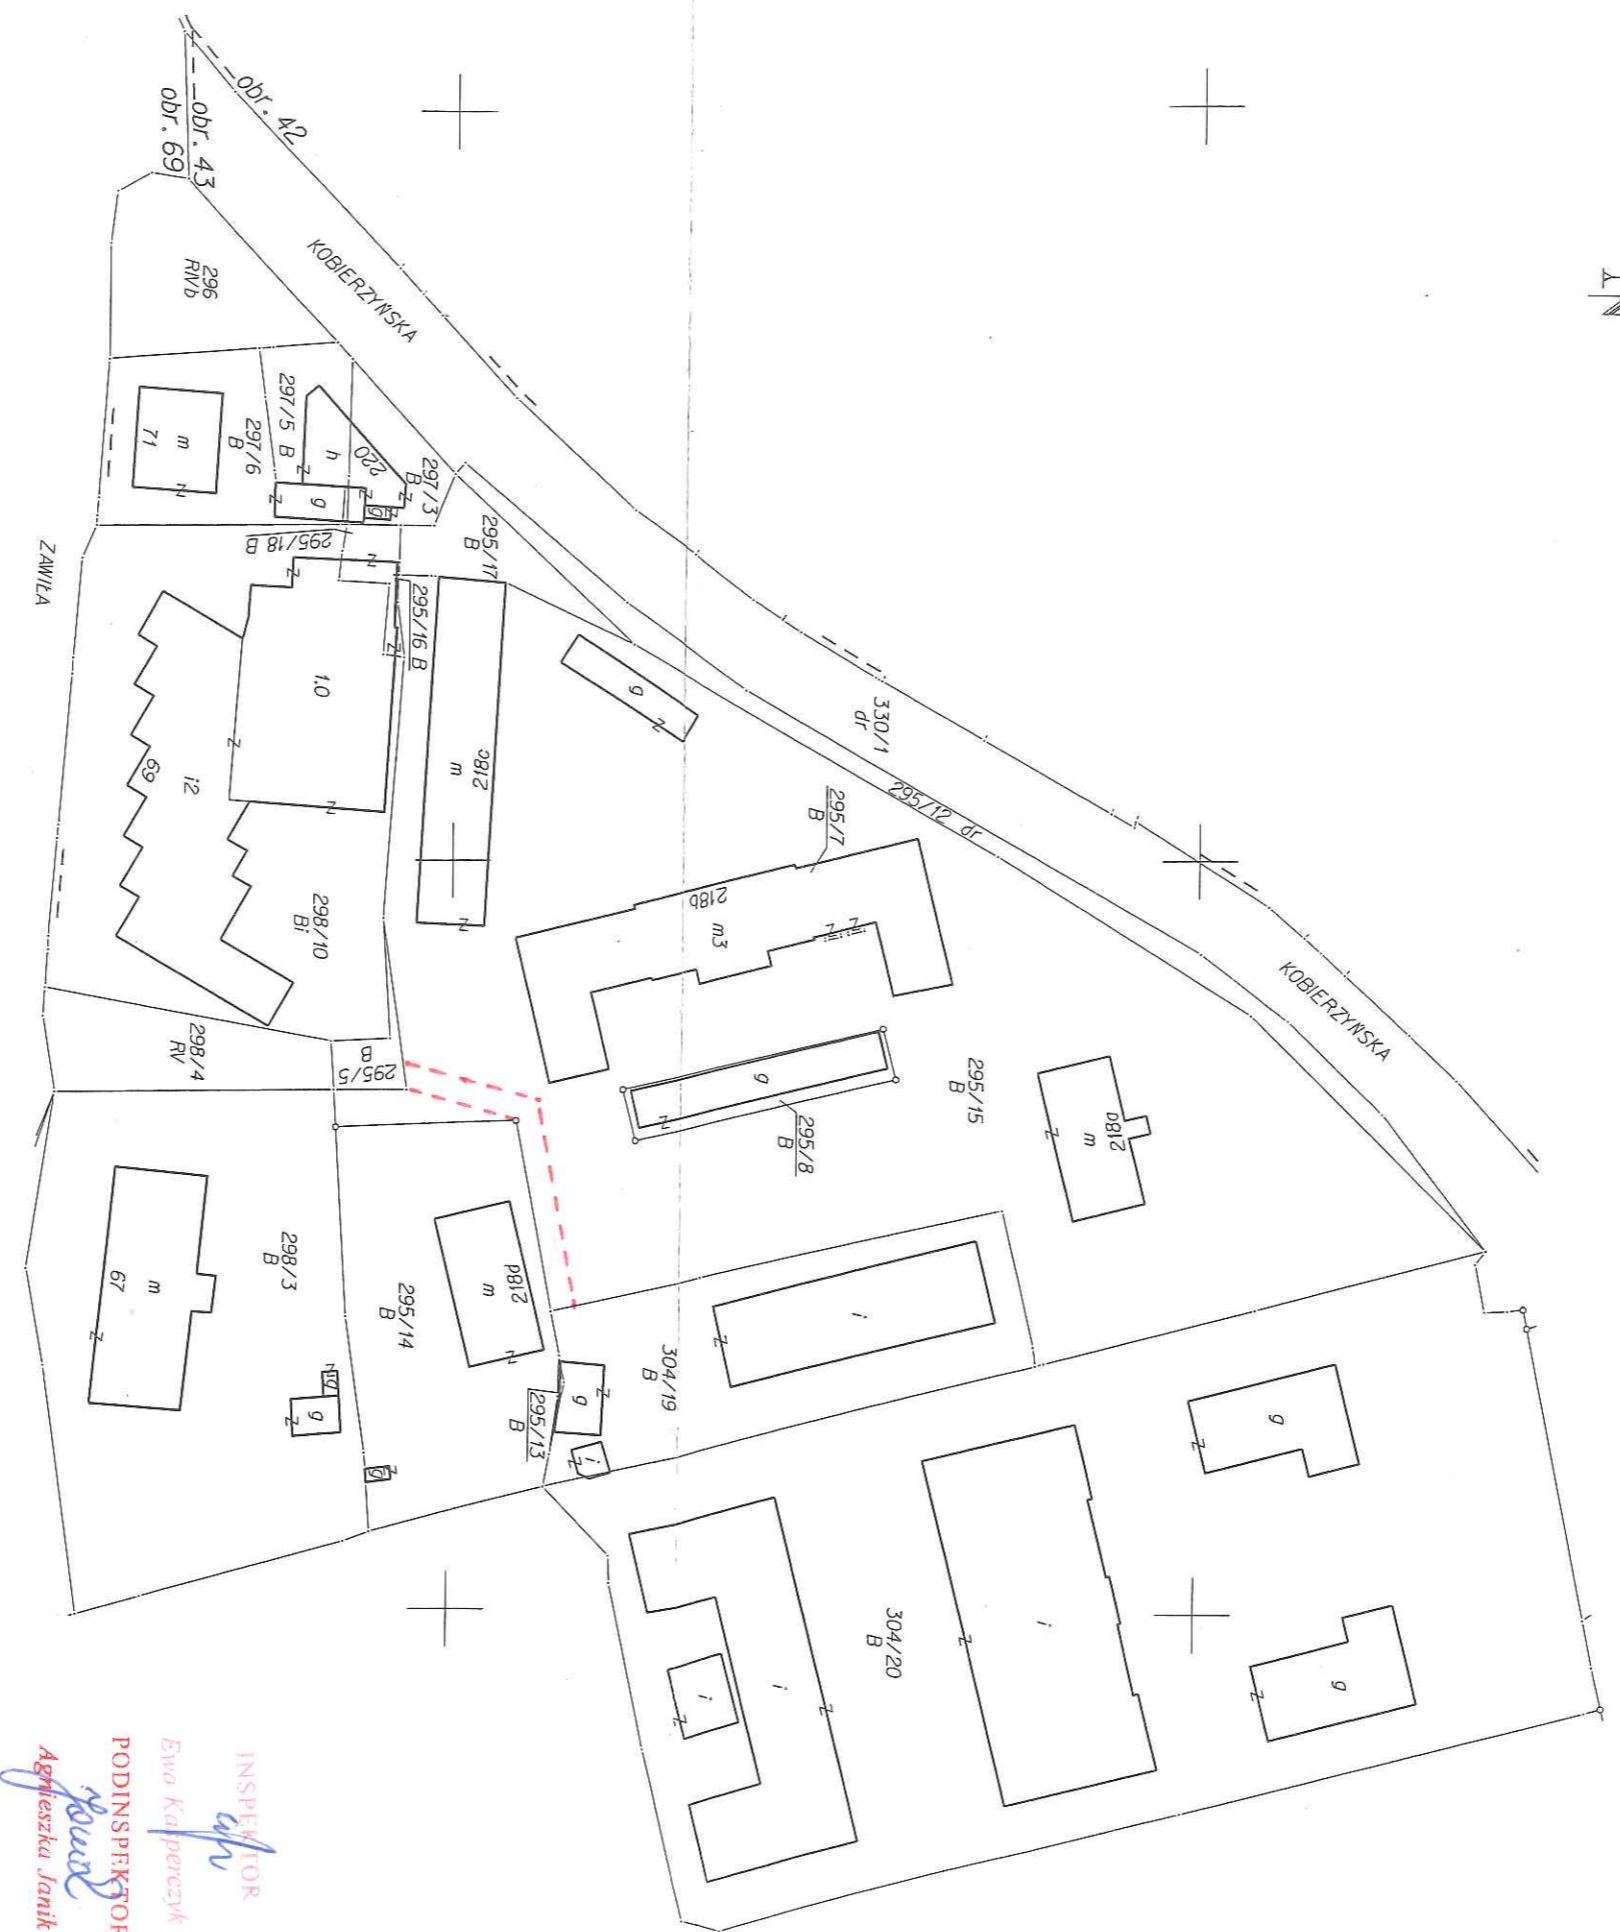 N
obr. 42
obr. 43
obr. 69
KOBIERZYŃSKA
296
RIVb
297/5 B
297/6
B
297/3
B
h
220
g
g
m
71
295/18 B
295/17
B
295/16 B
ZAWIŁA
1.0
i2
69
218c
m
g
330/1
dr
295/12 dr
295/7
B
218b
m3
298/10
Bi
298/4
RV
295/5
B
g
295/8
B
295/15
B
218a
m
KOBIERZYŃSKA
298/3
B
m
67
295/14
B
218d
m
304/19
B
295/13
B
g
i
i
g
g
g
g
304/20
B
i
i
i
g
INSPEKTOR
Ewa Kasperczyk
PODINSPEKTOR
Agnieszka Janik